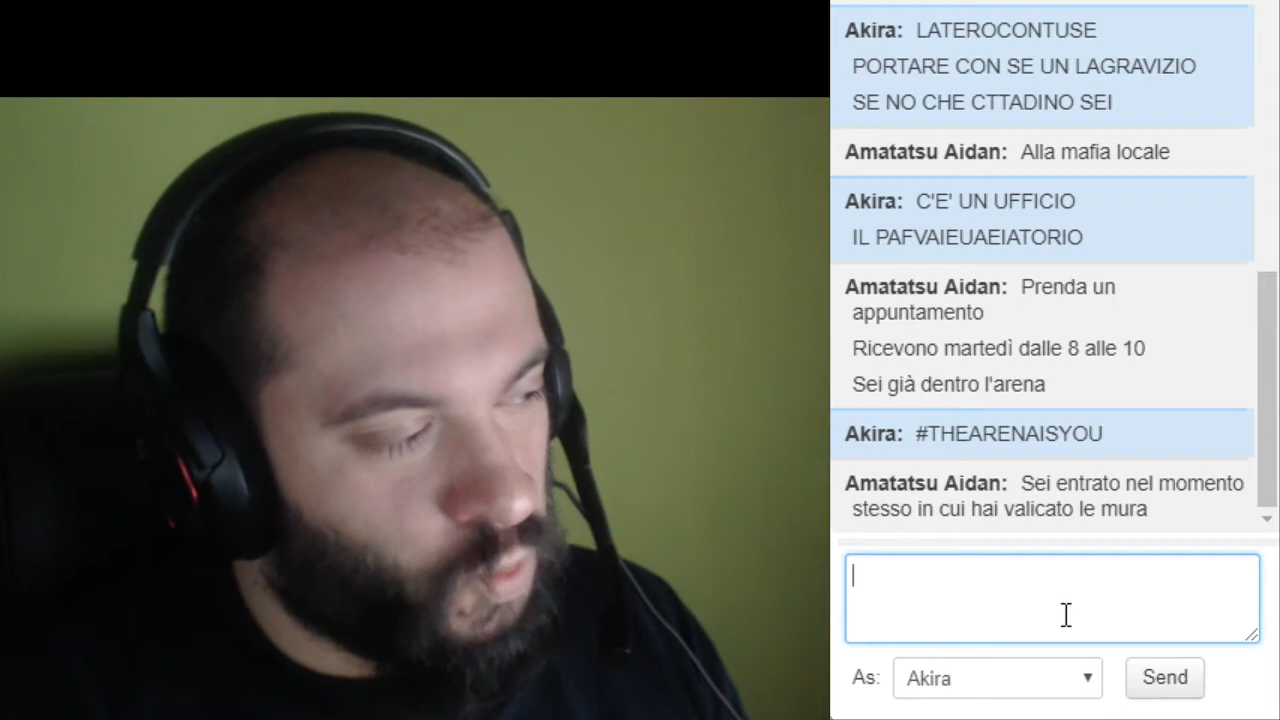 Akira: LATEROCONTUSE
PORTARE CON SE UN LAGRAVIZIO
SE NO CHE CTTADINO SEI
Amatatsu Aidan: Alla mafia locale
Akira: C'E' UN UFFICIO
IL PAFVAIEUAEIATORIO
Amatatsu Aidan: Prenda un
appuntamento
Ricevono martedì dalle 8 alle 10
Sei già dentro l'arena
Akira: #THEARENAISYOU
Amatatsu Aidan: Sei entrato nel momento
stesso in cui hai valicato le mura
As: Akira Send